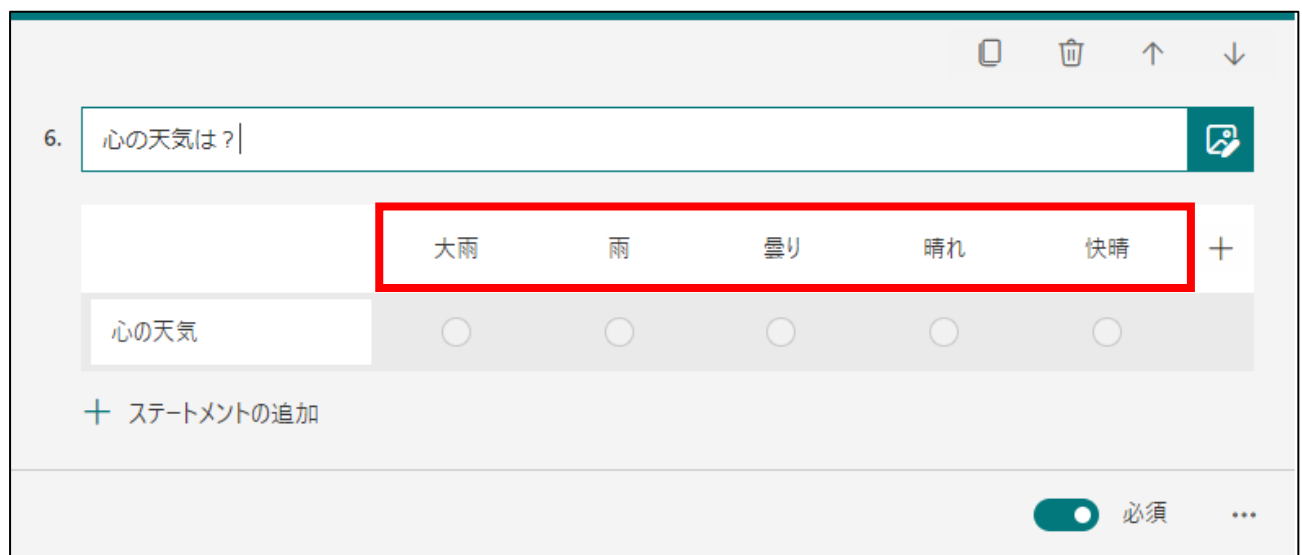 6. 心の天気は？
大雨 雨 曇り 晴れ 快晴
心の天気
ステートメントの追加
必須